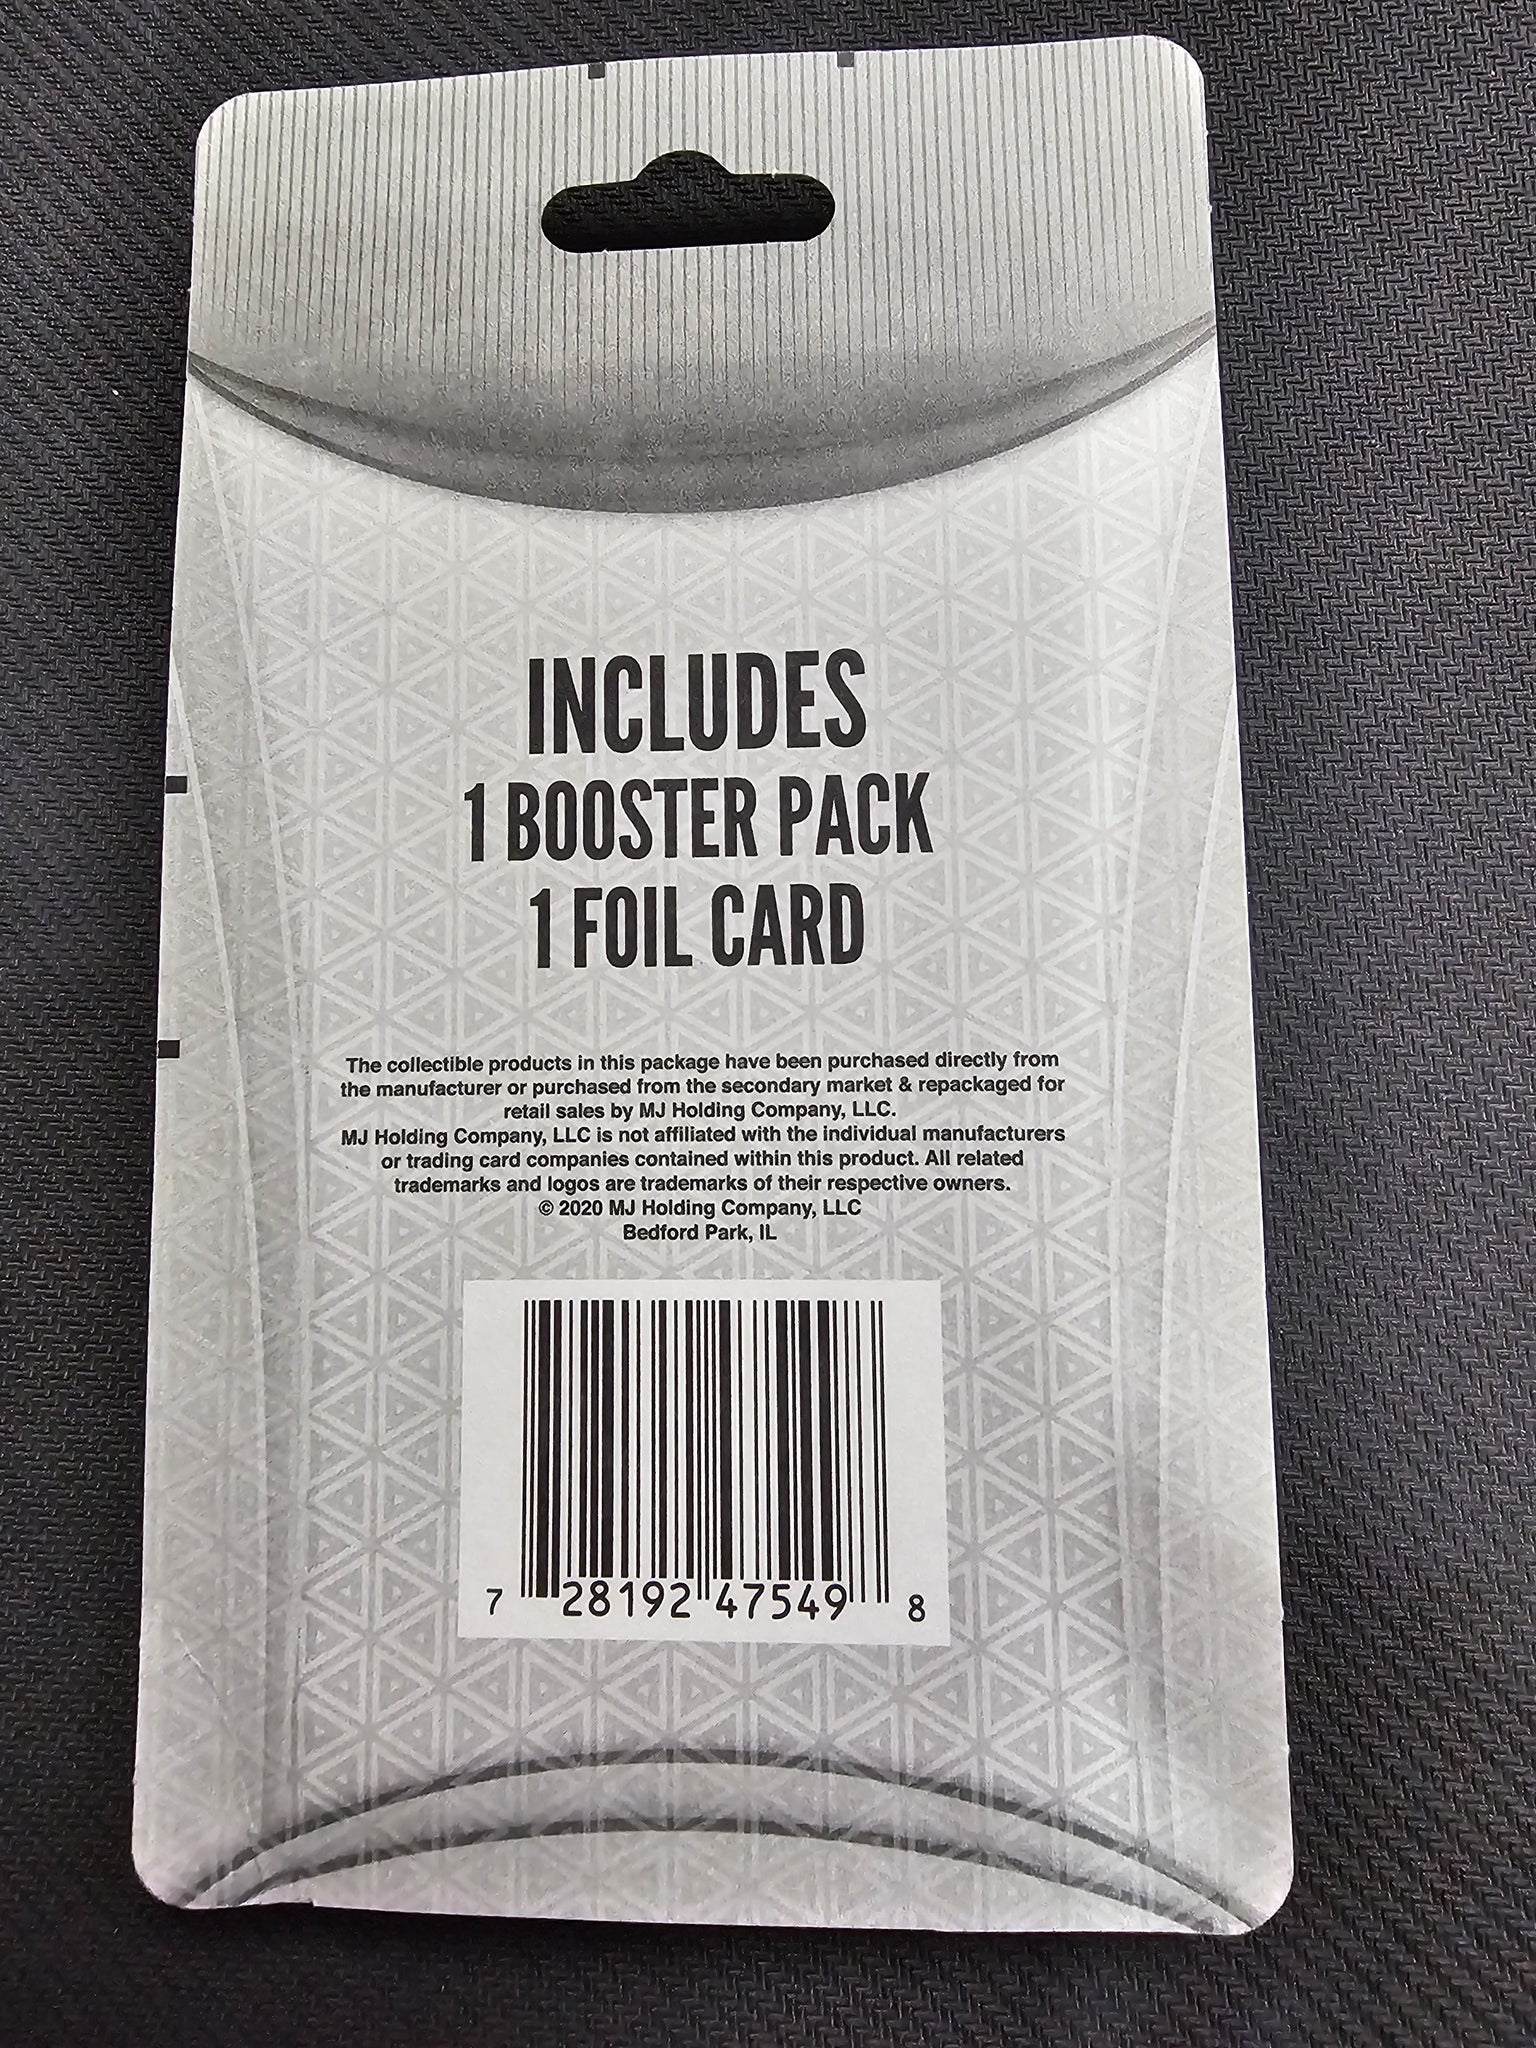 INCLUDES
1 BOOSTER PACK
1 FOIL CARD
The collectible products in this package have been purchased directly from
the manufacturer or purchased from the secondary market & repackaged for
retail sales by MJ Holding Company, LLC.
MJ Holding Company, LLC is not affiliated with the individual manufacturers
or trading card companies contained within this product. All related
trademarks and logos are trademarks of their respective owners.
© 2020 MJ Holding Company, LLC
Bedford Park, IL
7 28192 47549 8